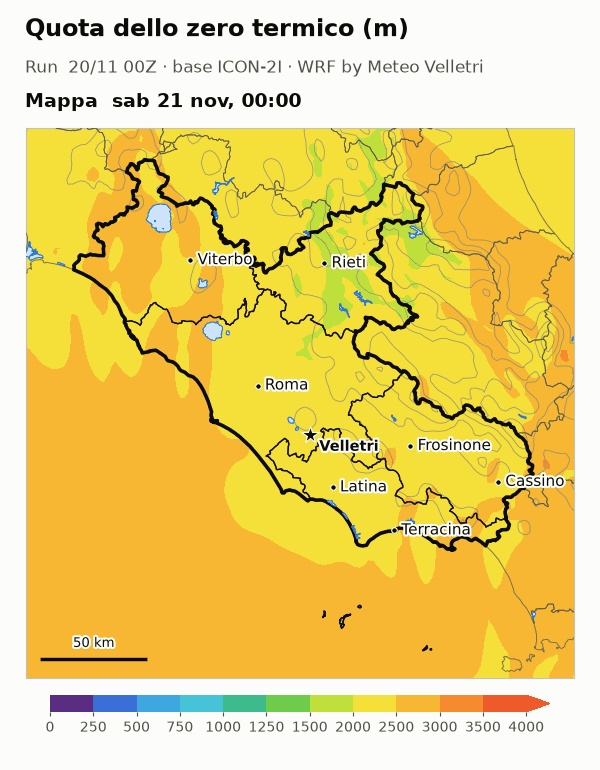 Quota dello zero termico (m)
Run 20/11 00Z · base ICON-2I · WRF by Meteo Velletri
Mappa sab 21 nov, 00:00
Viterbo
Rieti
Roma
Velletri
Frosinone
Cassino
Latina
Terracina
50 km
0 250 500 750 1000 1250 1500 2000 2500 3000 3500 4000